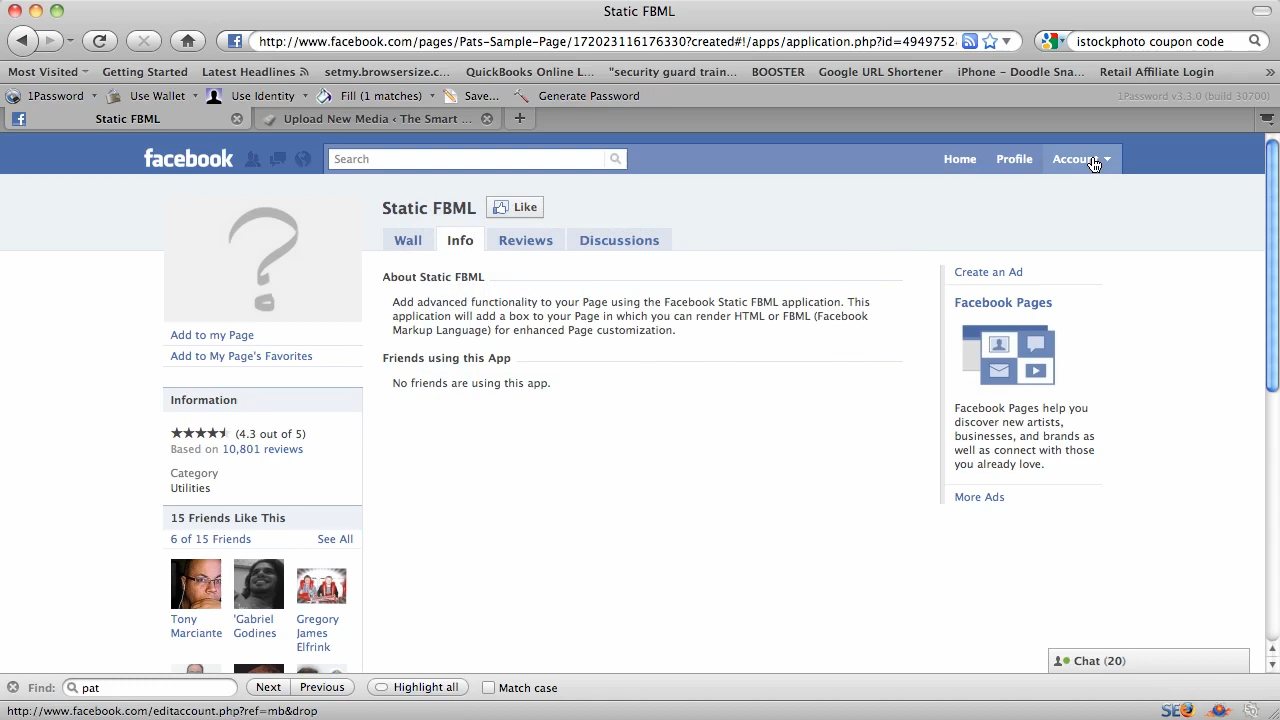 Static FBML
http://www.facebook.com/pages/Pats-Sample-Page/172023116176330?created#!/apps/application.php?id=4949752
istockphoto coupon code
Most Visited
Getting Started
Latest Headlines
setmy.browsersize.c...
QuickBooks Online L...
"security guard train...
BOOSTER
Google URL Shortener
iPhone - Doodle Sna...
Retail Affiliate Login
1Password
Use Wallet
Use Identity
Fill (1 matches)
Save...
Generate Password
1Password v3.3.0 (build 30700)
Static FBML
Upload New Media ‹ The Smart ...
facebook
Search
Home
Profile
Account
Static FBML
Like
Wall
Info
Reviews
Discussions
?
Add to my Page
Add to My Page's Favorites
Information
(4.3 out of 5)
Based on 10,801 reviews
Category
Utilities
15 Friends Like This
6 of 15 Friends
See All
Tony
Marciante
'Gabriel
Godines
Gregory
James
Elfrink
About Static FBML
Add advanced functionality to your Page using the Facebook Static FBML application. This
application will add a box to your Page in which you can render HTML or FBML (Facebook
Markup Language) for enhanced Page customization.
Friends using this App
No friends are using this app.
Create an Ad
Facebook Pages
Facebook Pages help you
discover new artists,
businesses, and brands as
well as connect with those
you already love.
More Ads
Chat (20)
Find:
pat
Next
Previous
Highlight all
Match case
http://www.facebook.com/editaccount.php?ref=mb&drop
SEO